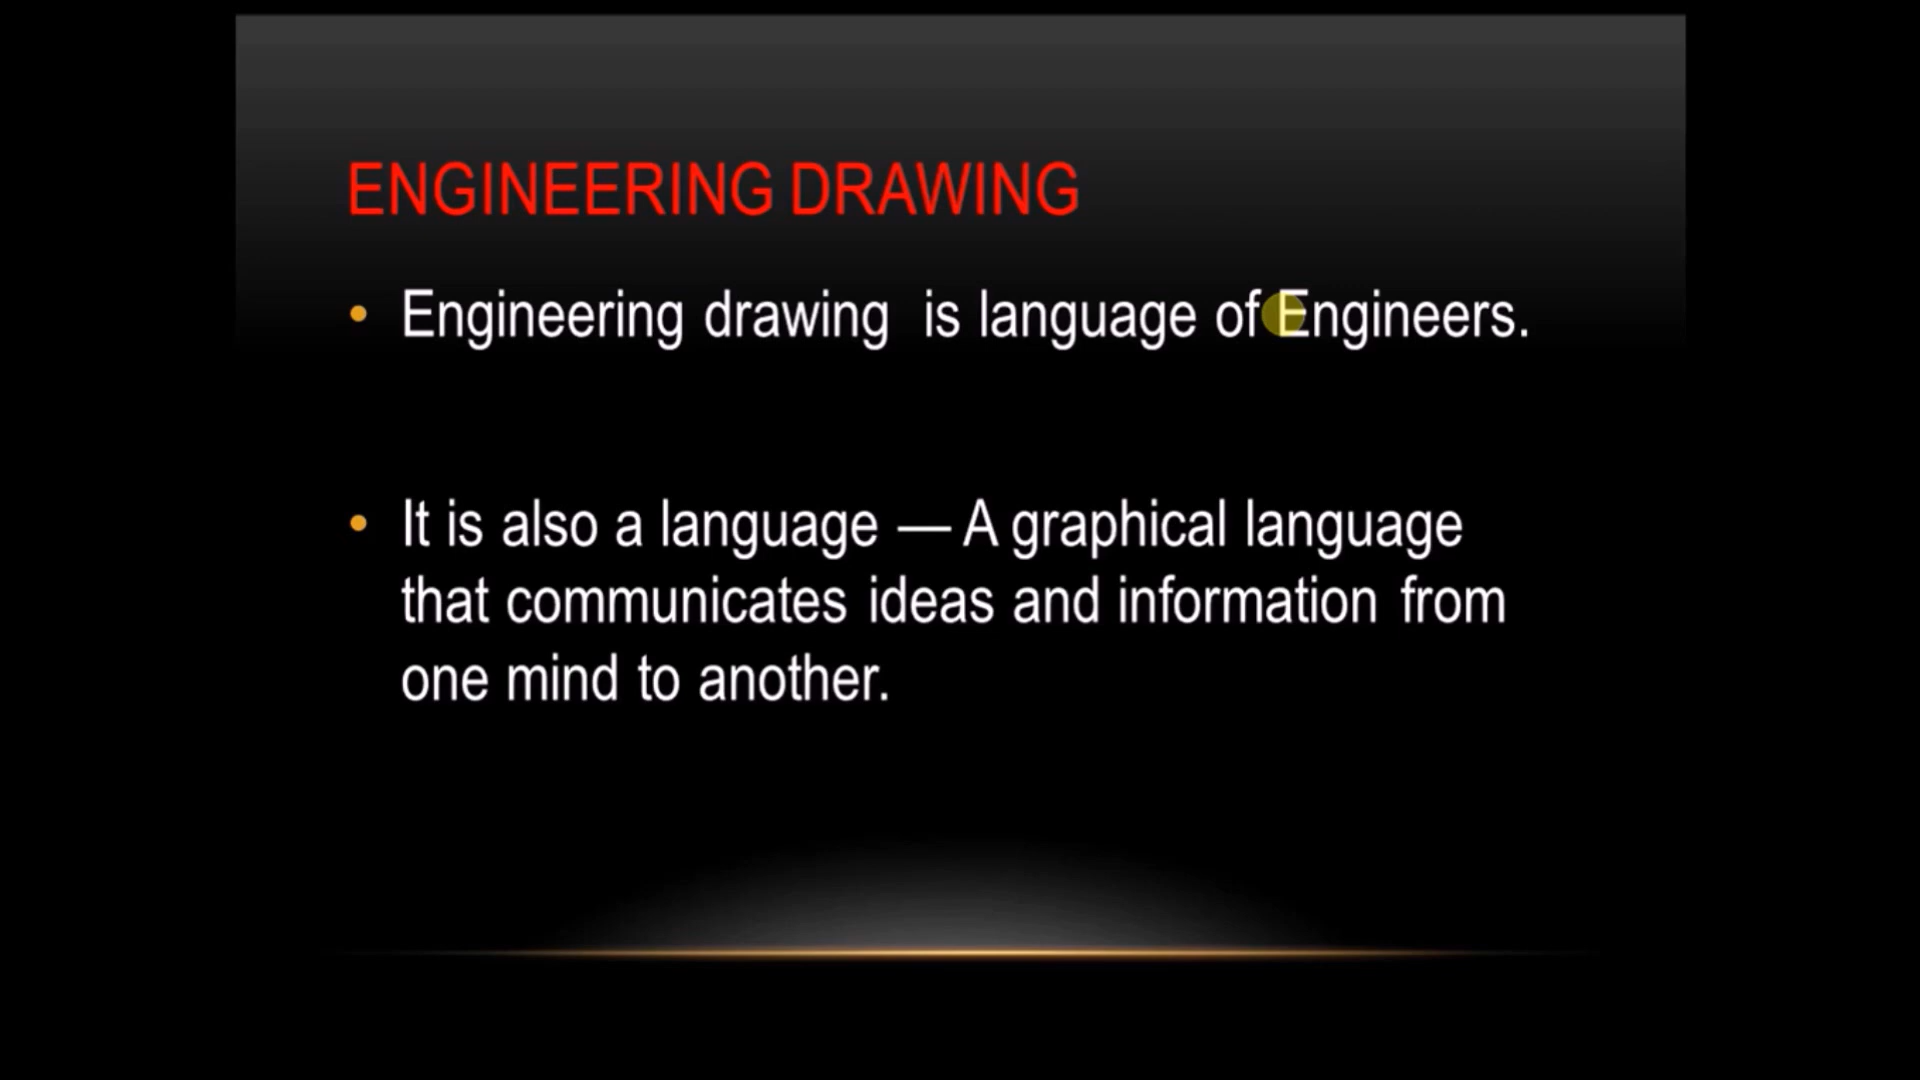 ENGINEERING DRAWING
• Engineering drawing is language of Engineers.
• It is also a language — A graphical language
that communicates ideas and information from
one mind to another.